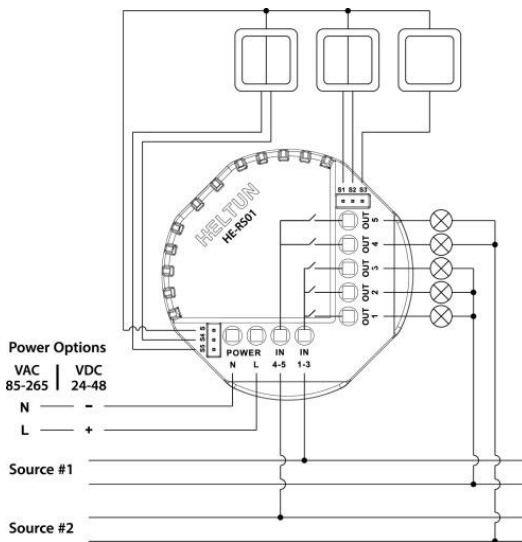 S1 S2 S3
HELTUN
HE-RS01
OUT 5
OUT 4
OUT 3
OUT 2
OUT 1
S5 S4 S
POWER IN IN
N L 4-5 1-3
Power Options
VAC | VDC
85-265 | 24-48
N −
L +
Source #1
Source #2